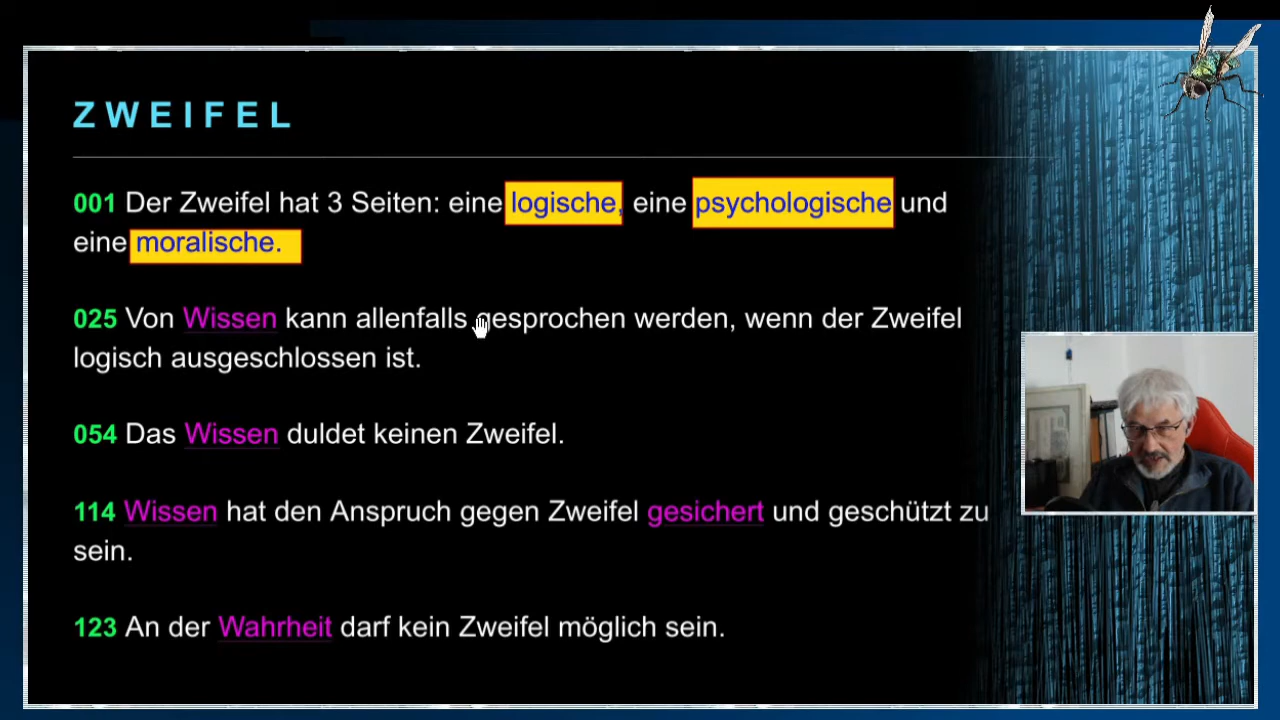 ZWEIFEL
001 Der Zweifel hat 3 Seiten: eine logische, eine psychologische und
eine moralische.
025 Von Wissen kann allenfalls gesprochen werden, wenn der Zweifel
logisch ausgeschlossen ist.
054 Das Wissen duldet keinen Zweifel.
114 Wissen hat den Anspruch gegen Zweifel gesichert und geschützt zu
sein.
123 An der Wahrheit darf kein Zweifel möglich sein.